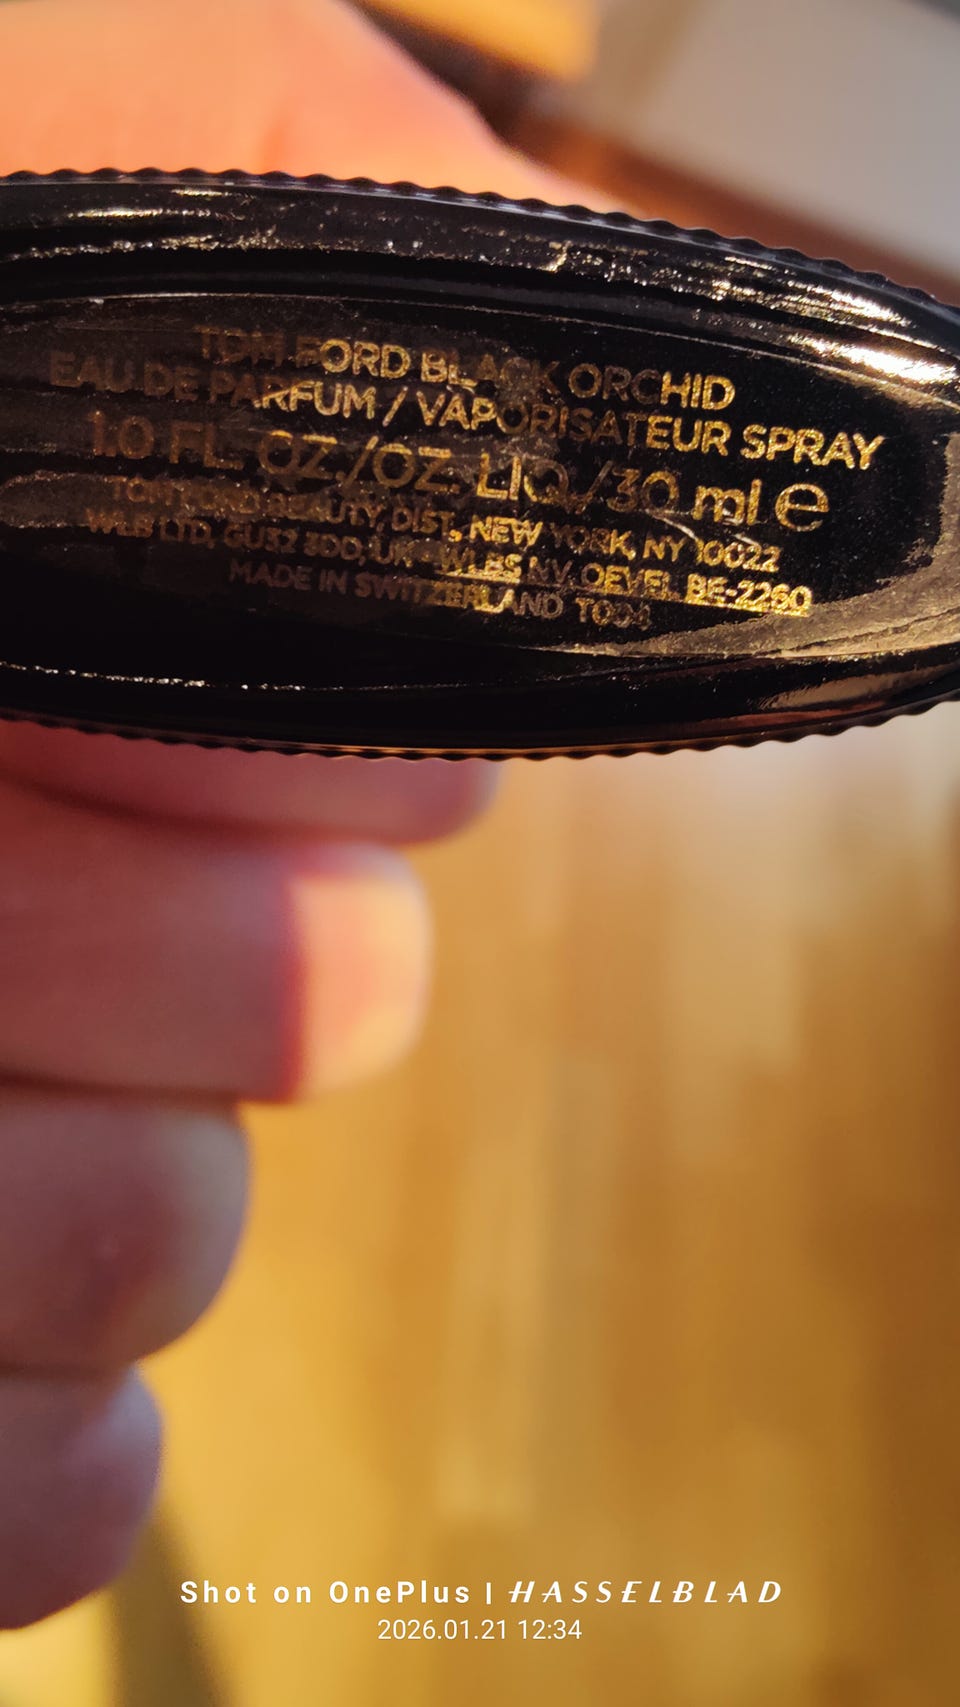 TOM FORD BLACK ORCHID
EAU DE PARFUM / VAPORISATEUR SPRAY
1.0 FL. OZ./OZ. LIQ./30 ml e
TOM FORD BEAUTY, DIST., NEW YORK, NY 10022
WLB LTD, GU32 3DD, UK - WLBS NV, OEVEL BE-2260
MADE IN SWITZERLAND
Shot on OnePlus | HASSELBLAD
2026.01.21 12:34